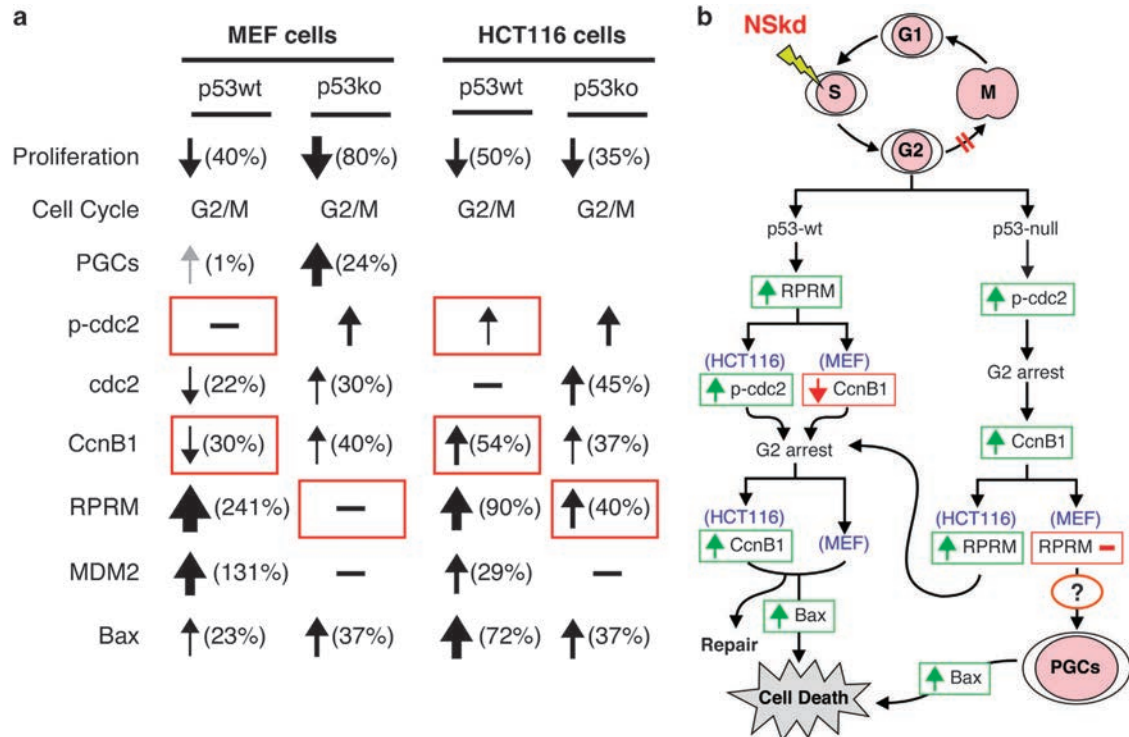 a
MEF cells HCT116 cells
p53wt p53ko p53wt p53ko
Proliferation (40%) (80%) (50%) (35%)
Cell Cycle G2/M G2/M G2/M G2/M
PGCs (1%) (24%)
p-cdc2
cdc2 (22%) (30%) (45%)
CcnB1 (30%) (40%) (54%) (37%)
RPRM (241%) (90%) (40%)
MDM2 (131%) (29%)
Bax (23%) (37%) (72%) (37%)
b
NSkd
G1
S M
G2
p53-wt p53-null
RPRM p-cdc2
(HCT116) (MEF)
p-cdc2 CcnB1
G2 arrest
G2 arrest
CcnB1
(HCT116) (MEF)
CcnB1
(HCT116) (MEF)
RPRM RPRM
?
Bax
Repair
Cell Death
Bax
PGCs